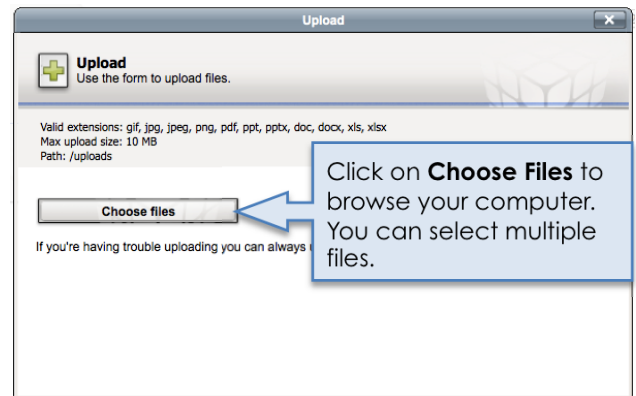 Upload
Upload
Use the form to upload files.
Valid extensions: gif, jpg, jpeg, png, pdf, ppt, pptx, doc, docx, xls, xlsx
Max upload size: 10 MB
Path: /uploads
Click on Choose Files to
browse your computer.
You can select multiple
files.
Choose files
If you're having trouble uploading you can always